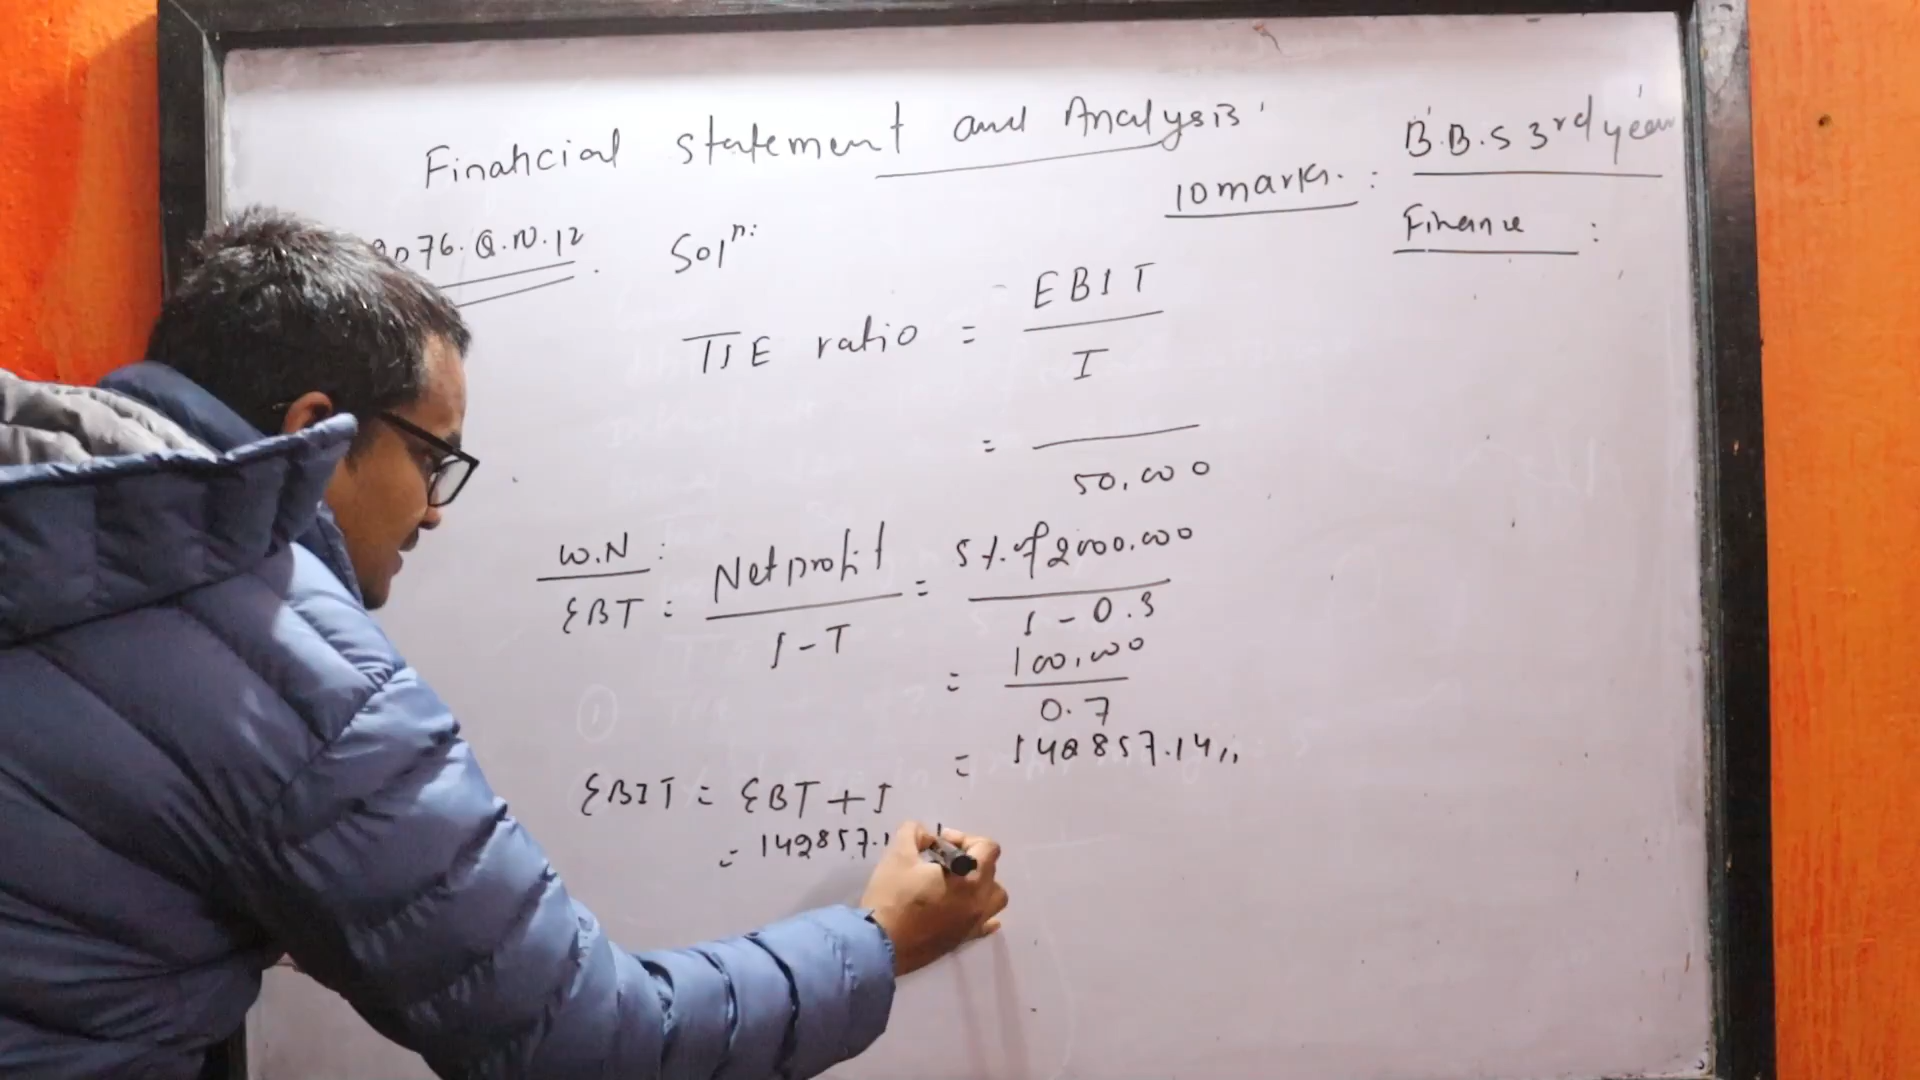 Financial statement and Analysis
B.B.S 3rd year
10 marks. :
Finance :
2076. Q.N. 12 .
Solⁿ:
TIE ratio = EBIT / I
= / 50,000
W.N :
EBT = Net profit / 1-T = 5% of 2000,000 / 1-0.3
= 100,000 / 0.7
= 142857.14
EBIT = EBT + I
= 142857.1